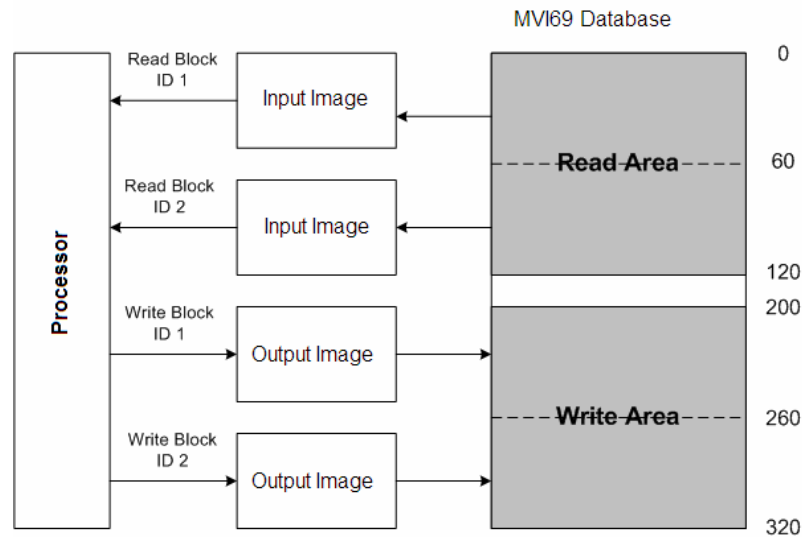 MVI69 Database
0
Read Block
ID 1
Input Image
60
Read Area
Read Block
ID 2
Input Image
120
Processor
200
Write Block
ID 1
Output Image
260
Write Area
Write Block
ID 2
Output Image
320